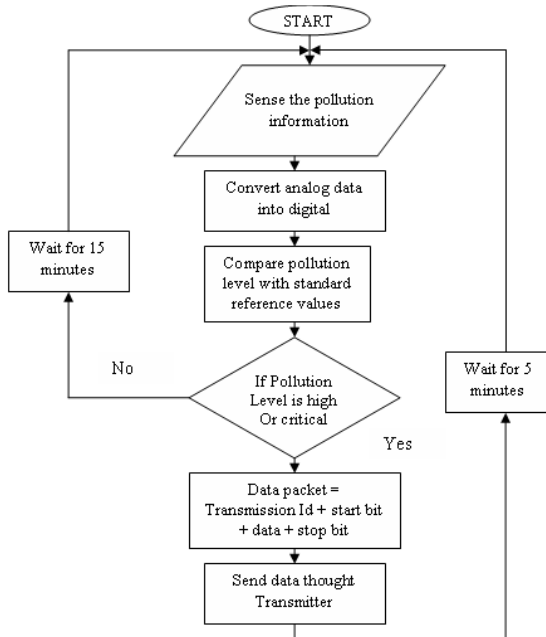 START
Sense the pollution
information
Convert analog data
into digital
Wait for 15
minutes
Compare pollution
level with standard
reference values
No
If Pollution
Level is high
Or critical
Wait for 5
minutes
Yes
Data packet =
Transmission Id + start bit
+ data + stop bit
Send data thought
Transmitter